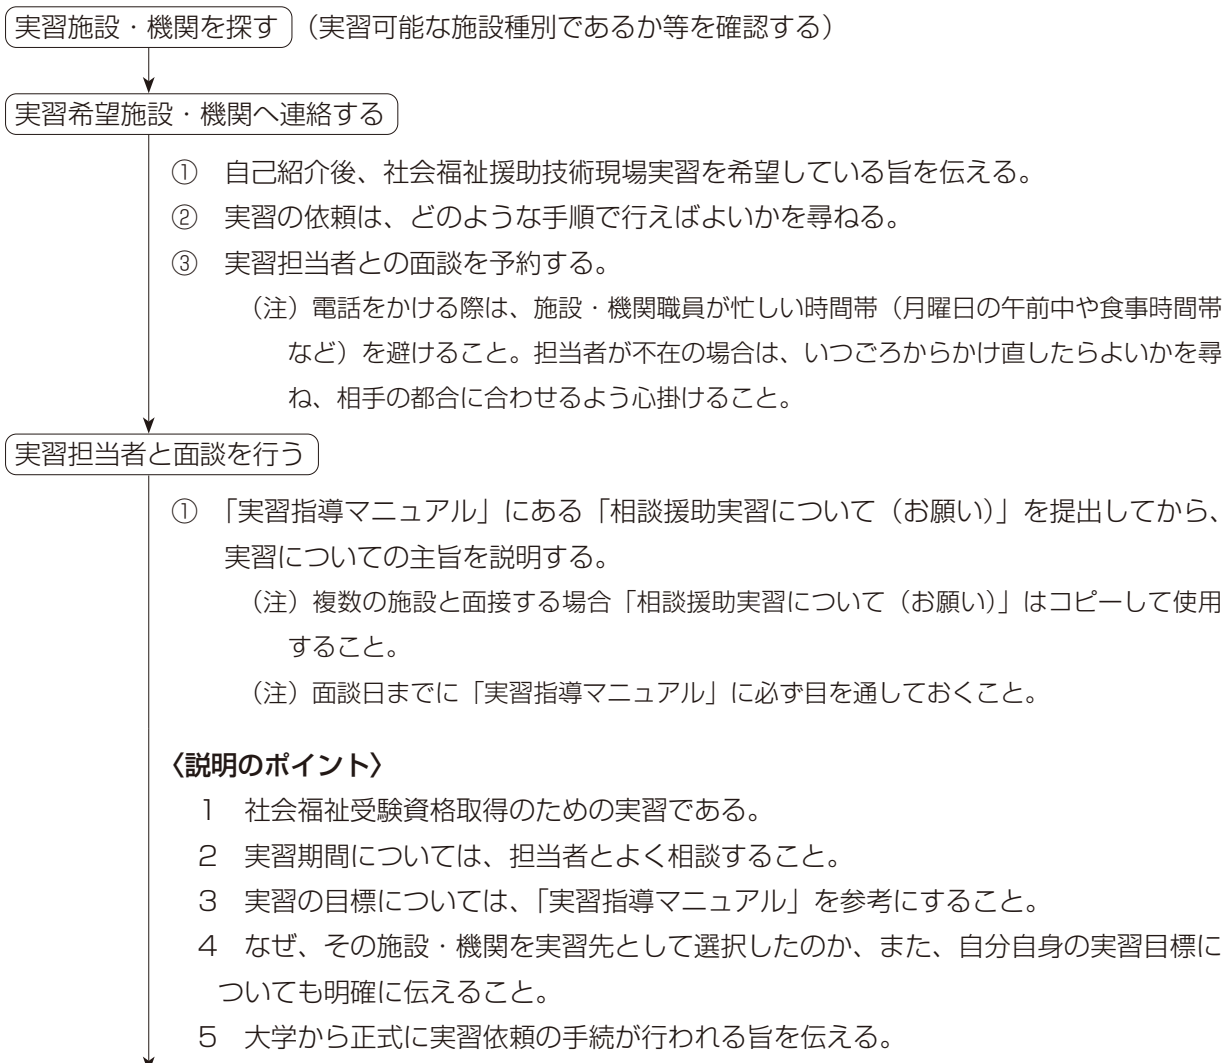 実習施設・機関を探す（実習可能な施設種別であるか等を確認する）
実習希望施設・機関へ連絡する
① 自己紹介後、社会福祉援助技術現場実習を希望している旨を伝える。
② 実習の依頼は、どのような手順で行えばよいかを尋ねる。
③ 実習担当者との面談を予約する。
（注）電話をかける際は、施設・機関職員が忙しい時間帯（月曜日の午前中や食事時間帯
など）を避けること。担当者が不在の場合は、いつごろからかけ直したらよいかを尋
ね、相手の都合に合わせるよう心掛けること。
実習担当者と面談を行う
① 「実習指導マニュアル」にある「相談援助実習について（お願い）」を提出してから、
実習についての主旨を説明する。
（注）複数の施設と面接する場合「相談援助実習について（お願い）」はコピーして使用
すること。
（注）面談日までに「実習指導マニュアル」に必ず目を通しておくこと。
〈説明のポイント〉
1 社会福祉受験資格取得のための実習である。
2 実習期間については、担当者とよく相談すること。
3 実習の目標については、「実習指導マニュアル」を参考にすること。
4 なぜ、その施設・機関を実習先として選択したのか、また、自分自身の実習目標に
ついても明確に伝えること。
5 大学から正式に実習依頼の手続が行われる旨を伝える。